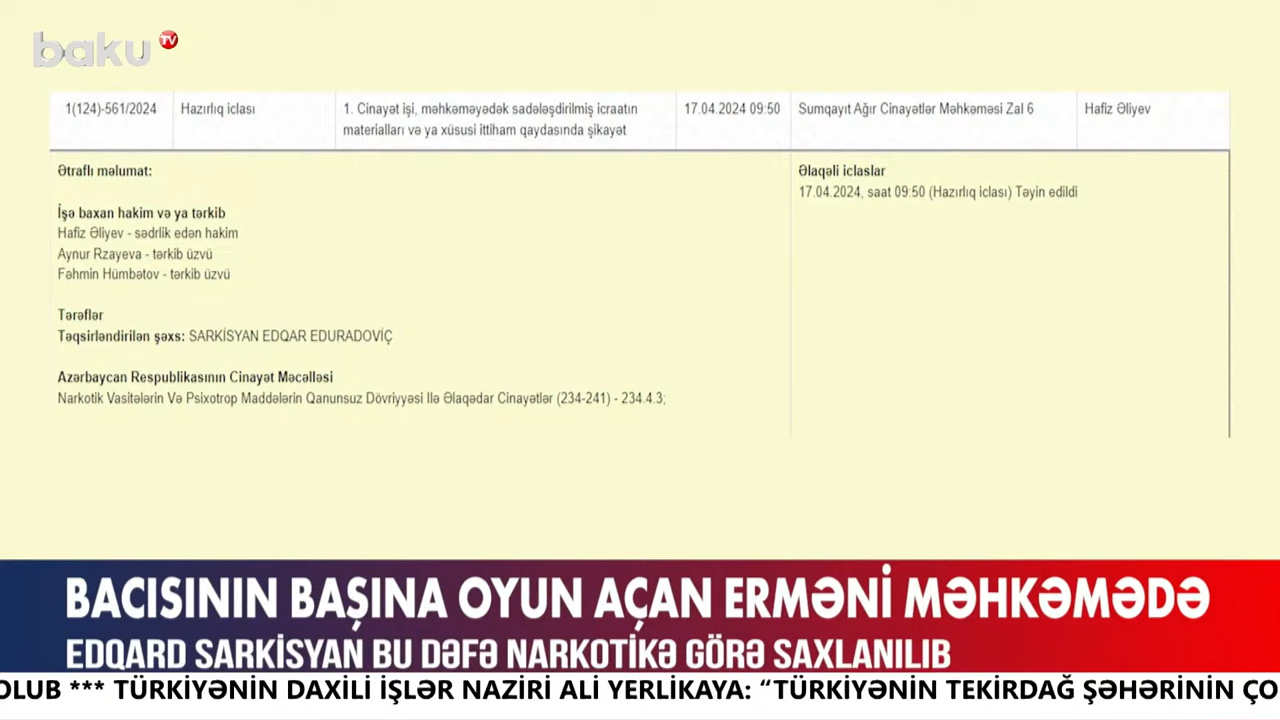 baku TV
1(124)-561/2024 Hazırlıq iclası 1. Cinayət işi, məhkəməyədək sadələşdirilmiş icraatın 17.04.2024 09:50 Sumqayıt Ağır Cinayətlər Məhkəməsi Zal 6 Hafiz Əliyev
materialları və ya xüsusi ittiham qaydasında şikayət
Ətraflı məlumat:
Əlaqəli iclaslar
17.04.2024, saat 09:50 (Hazırlıq iclası) Təyin edildi
İşə baxan hakim və ya tərkib
Hafiz Əliyev - sədrlik edən hakim
Aynur Rzayeva - tərkib üzvü
Fəhmin Hümbətov - tərkib üzvü
Tərəflər
Təqsirləndirilən şəxs: SARKİSYAN EDQAR EDURADOVİÇ
Azərbaycan Respublikasının Cinayət Məcəlləsi
Narkotik Vasitələrin Və Psixotrop Maddələrin Qanunsuz Dövriyyəsi Ilə Əlaqədar Cinayətlər (234-241) - 234.4.3;
BACISININ BAŞINA OYUN AÇAN ERMƏNİ MƏHKƏMƏDƏ
EDQARD SARKİSYAN BU DƏFƏ NARKOTİKƏ GÖRƏ SAXLANILIB
OLUB *** TÜRKİYƏNİN DAXİLİ İŞLƏR NAZİRİ ALİ YERLİKAYA: “TÜRKİYƏNİN TEKİRDAĞ ŞƏHƏRİNİN ÇO